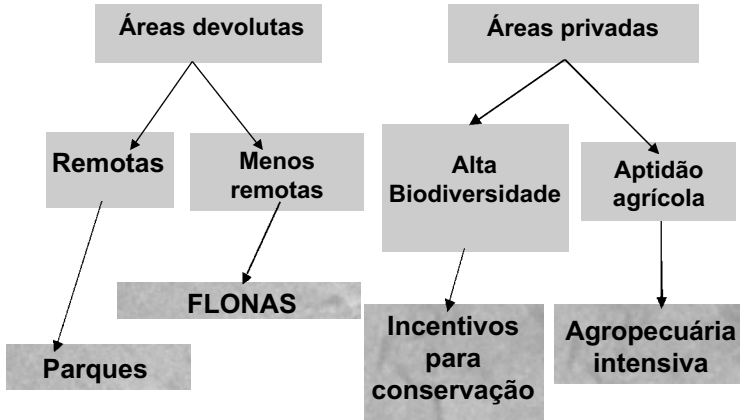 Áreas devolutas
Áreas privadas
Remotas
Menos
remotas
Alta
Biodiversidade
Aptidão
agrícola
FLONAS
Parques
Incentivos
para
conservação
Agropecuária
intensiva